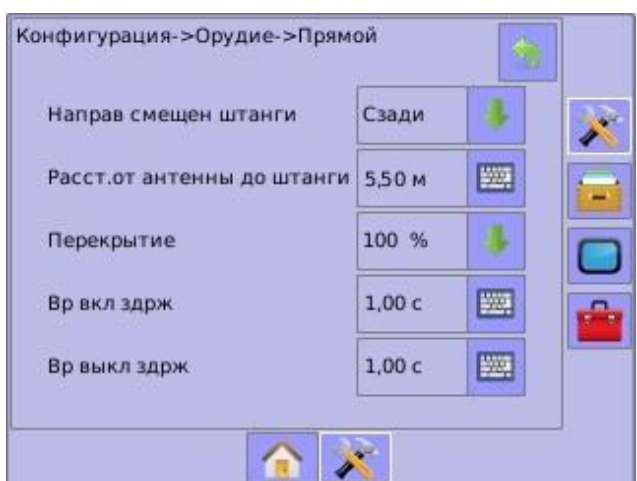 Конфигурация->Орудие->Прямой
Направ смещен штанги Сзади
Расст.от антенны до штанги 5,50 м
Перекрытие 100 %
Вр вкл здрж 1,00 с
Вр выкл здрж 1,00 с